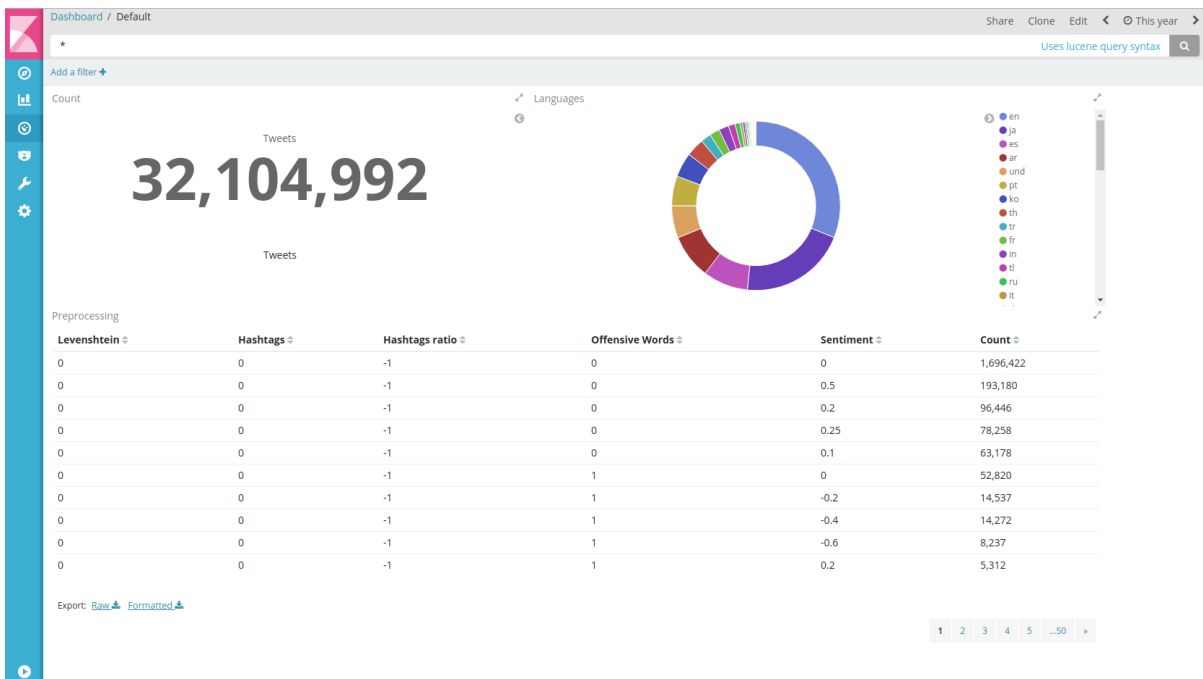 Dashboard / Default
Share Clone Edit This year
*
Uses lucene query syntax
Add a filter +
Count
Tweets
32,104,992
Tweets
Languages
en
ja
es
ar
und
pt
ko
th
tr
fr
in
tl
ru
it
Preprocessing
Levenshtein Hashtags Hashtags ratio Offensive Words Sentiment Count
0 0 -1 0 0 1,696,422
0 0 -1 0 0.5 193,180
0 0 -1 0 0.2 96,446
0 0 -1 0 0.25 78,258
0 0 -1 0 0.1 63,178
0 0 -1 1 0 52,820
0 0 -1 1 -0.2 14,537
0 0 -1 1 -0.4 14,272
0 0 -1 1 -0.6 8,237
0 0 -1 1 0.2 5,312
Export: Raw Formatted
1 2 3 4 5 ...50 »